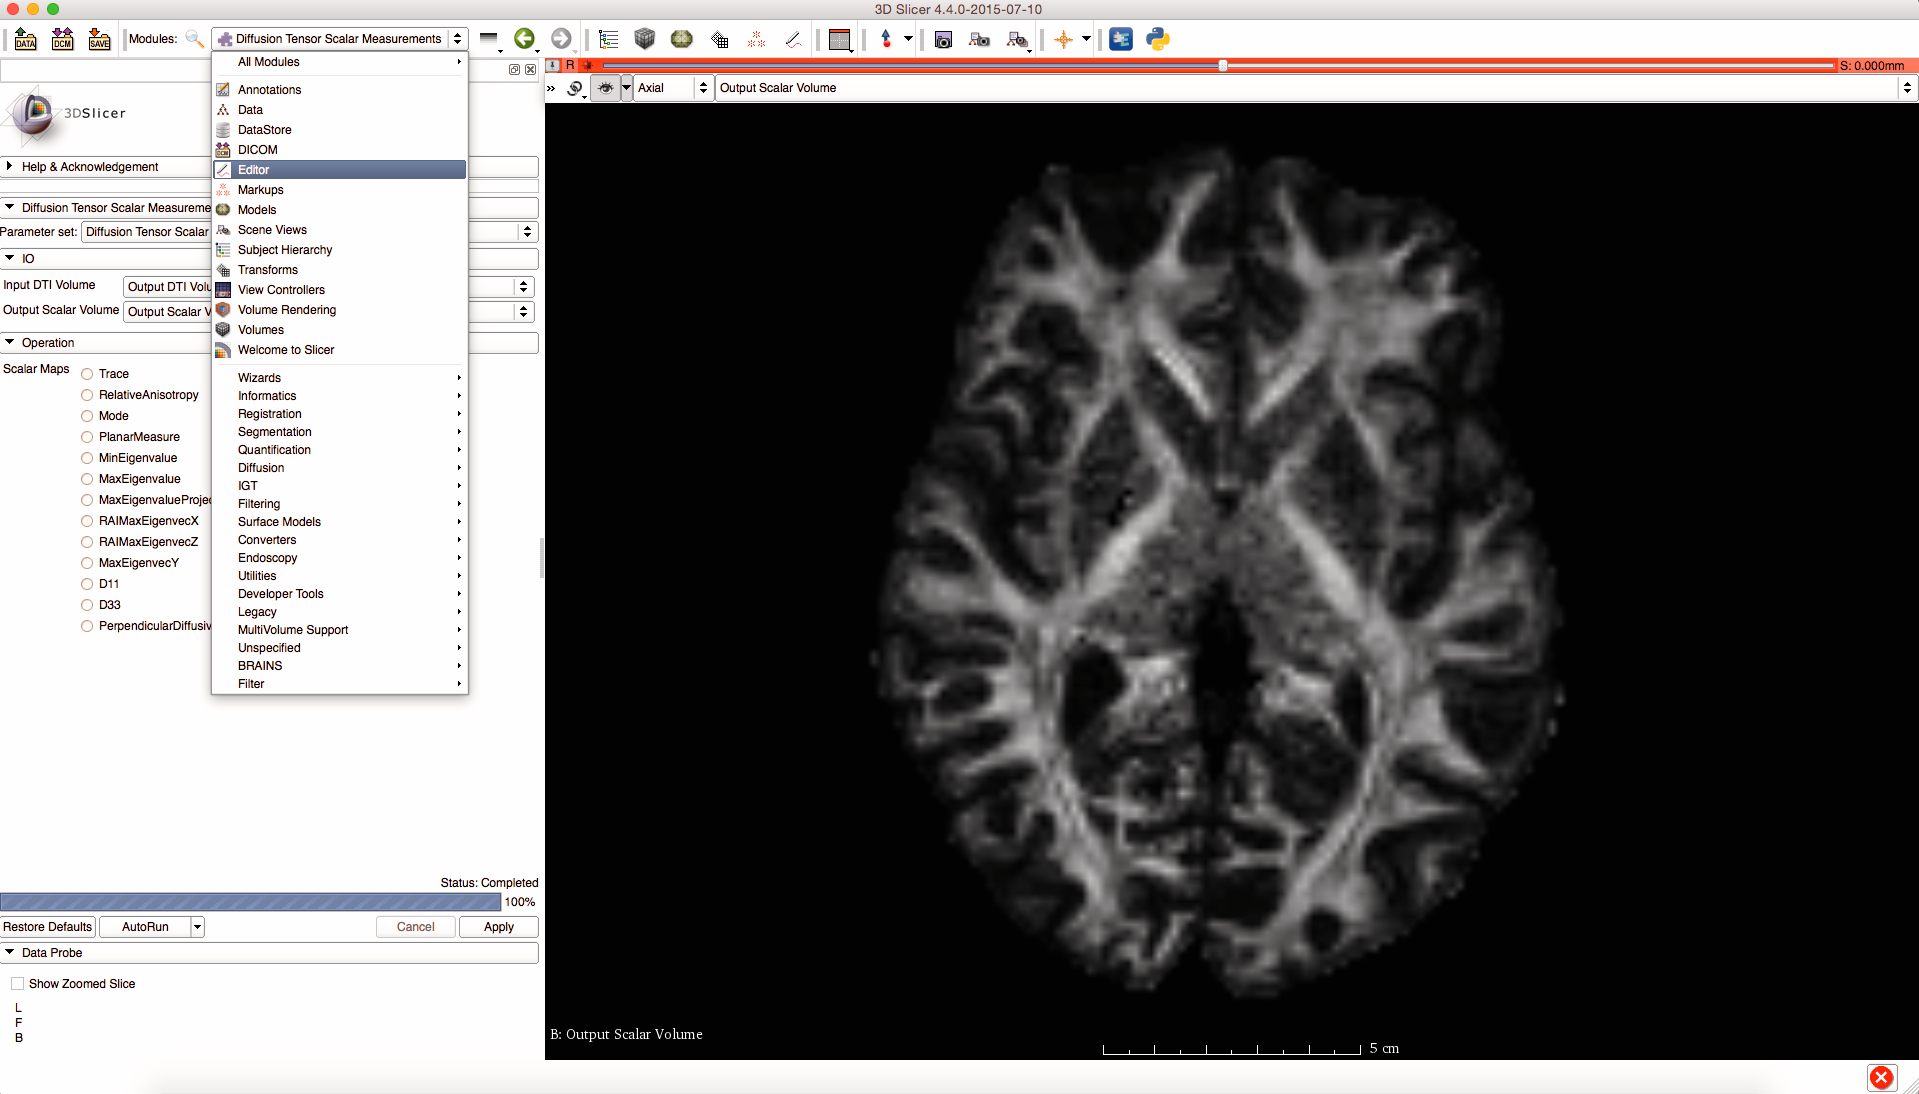 3D Slicer 4.4.0-2015-07-10
DATA
DCM
SAVE
Modules:
Diffusion Tensor Scalar Measurements
All Modules
Annotations
Data
DataStore
DICOM
Editor
Markups
Models
Scene Views
Subject Hierarchy
Transforms
View Controllers
Volume Rendering
Volumes
Welcome to Slicer
Wizards
Informatics
Registration
Segmentation
Quantification
Diffusion
IGT
Filtering
Surface Models
Converters
Endoscopy
Utilities
Developer Tools
Legacy
MultiVolume Support
Unspecified
BRAINS
Filter
3DSlicer
Help & Acknowledgement
Diffusion Tensor Scalar Measureme
Parameter set: Diffusion Tensor Scalar
IO
Input DTI Volume Output DTI Volu
Output Scalar Volume Output Scalar V
Operation
Scalar Maps
Trace
RelativeAnisotropy
Mode
PlanarMeasure
MinEigenvalue
MaxEigenvalue
MaxEigenvalueProjec
RAIMaxEigenvecX
RAIMaxEigenvecZ
MaxEigenvecY
D11
D33
PerpendicularDiffusiv
Status: Completed
100%
Restore Defaults AutoRun Cancel Apply
Data Probe
Show Zoomed Slice
L
F
B
R S: 0.000mm
Axial Output Scalar Volume
B: Output Scalar Volume
5 cm